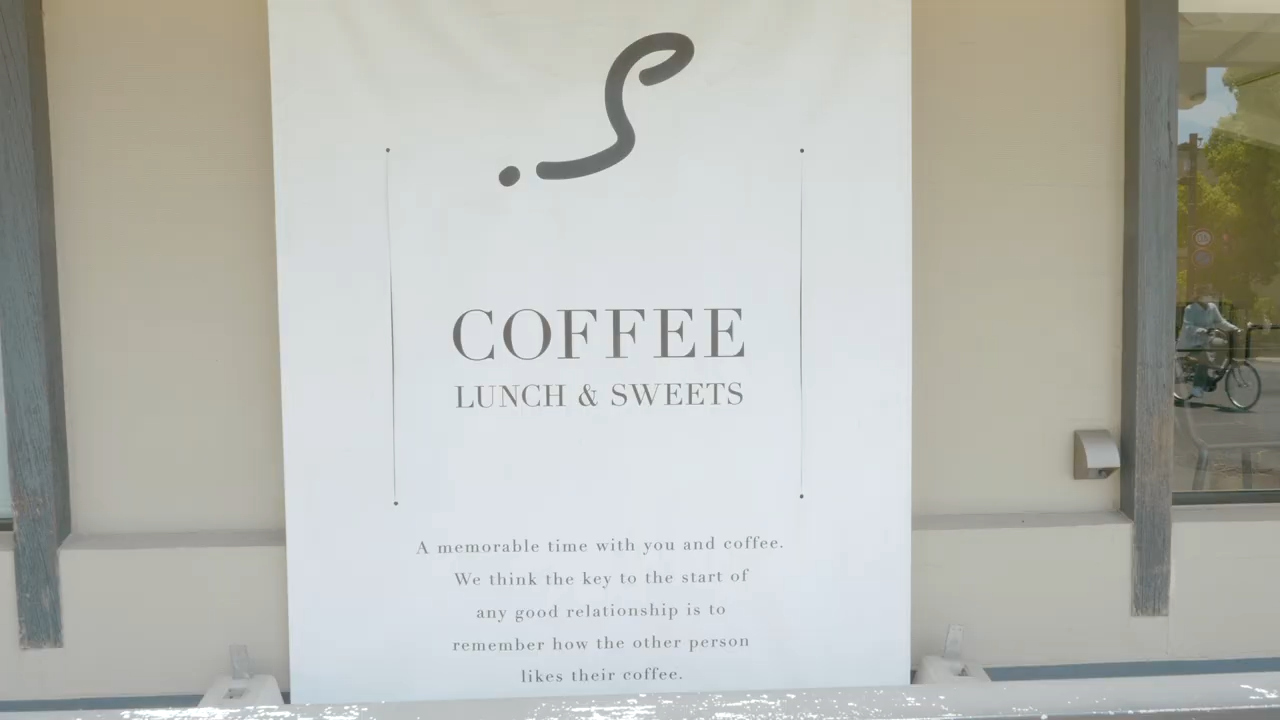 .S
COFFEE
LUNCH & SWEETS
A memorable time with you and coffee.
We think the key to the start of
any good relationship is to
remember how the other person
likes their coffee.